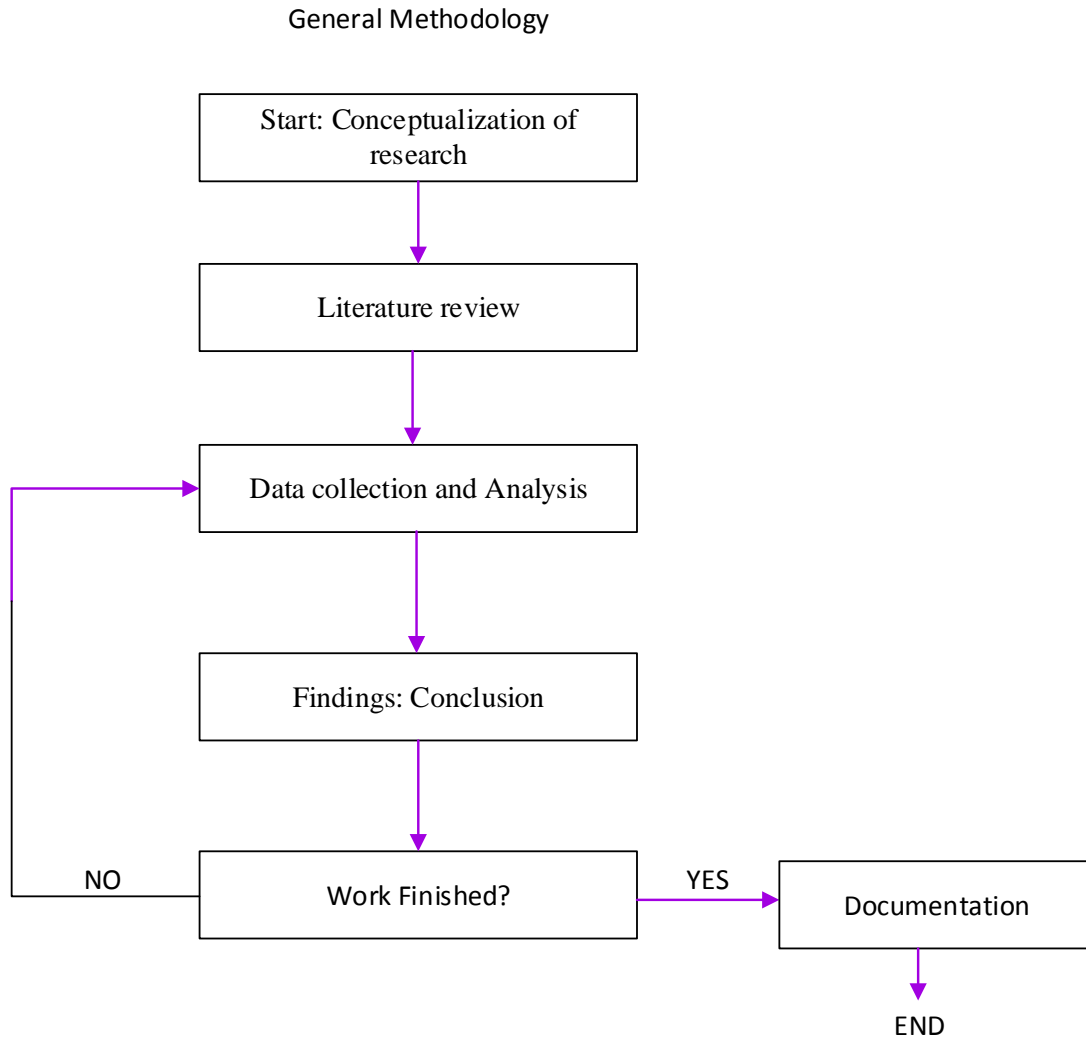 General Methodology
Start: Conceptualization of
research
Literature review
Data collection and Analysis
Findings: Conclusion
NO
Work Finished?
YES
Documentation
END